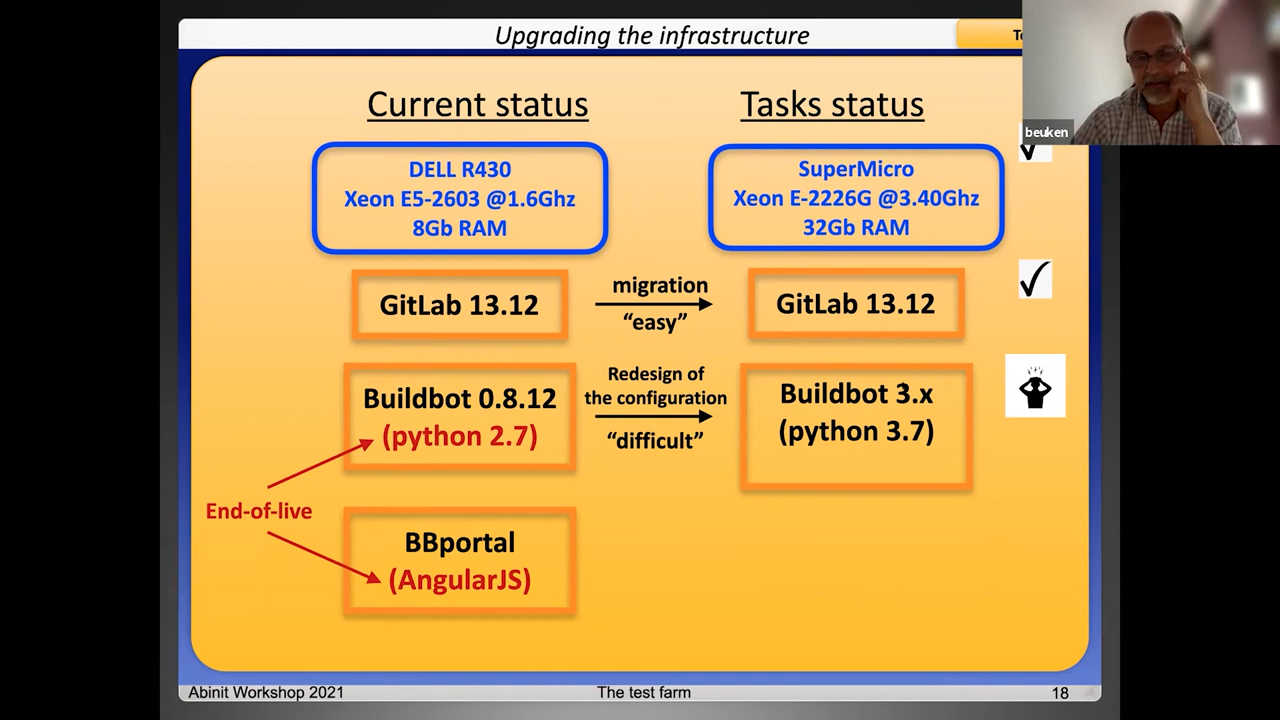 Upgrading the infrastructure
beuken
Current status
Tasks status
DELL R430
Xeon E5-2603 @1.6Ghz
8Gb RAM
SuperMicro
Xeon E-2226G @3.40Ghz
32Gb RAM
GitLab 13.12
migration
“easy”
GitLab 13.12
Buildbot 0.8.12
(python 2.7)
Redesign of
the configuration
“difficult”
Buildbot 3.x
(python 3.7)
End-of-live
BBportal
(AngularJS)
Abinit Workshop 2021
The test farm
18